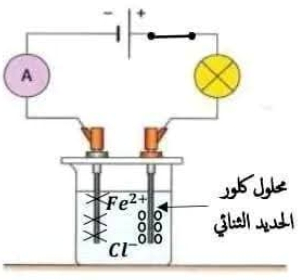 − +
A
Fe²⁺
Cl⁻
محلول كلور
الحديد الثنائي